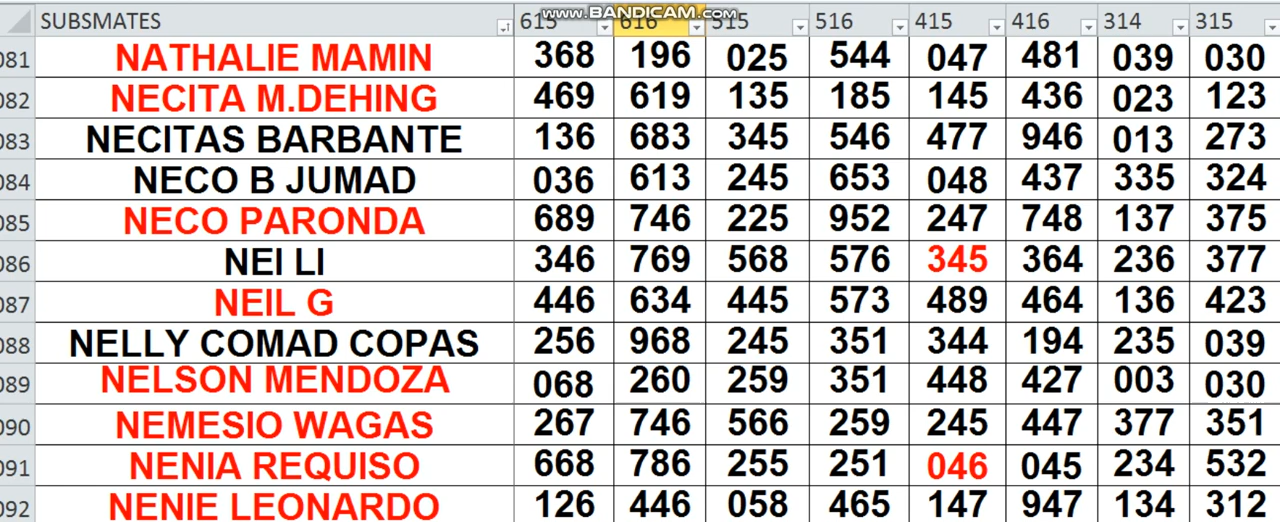 www.BANDICAM.com
SUBSMATES 615 616 515 516 415 416 314 315
081 NATHALIE MAMIN 368 196 025 544 047 481 039 030
082 NECITA M.DEHING 469 619 135 185 145 436 023 123
083 NECITAS BARBANTE 136 683 345 546 477 946 013 273
084 NECO B JUMAD 036 613 245 653 048 437 335 324
085 NECO PARONDA 689 746 225 952 247 748 137 375
086 NEI LI 346 769 568 576 345 364 236 377
087 NEIL G 446 634 445 573 489 464 136 423
088 NELLY COMAD COPAS 256 968 245 351 344 194 235 039
089 NELSON MENDOZA 068 260 259 351 448 427 003 030
090 NEMESIO WAGAS 267 746 566 259 245 447 377 351
091 NENIA REQUISO 668 786 255 251 046 045 234 532
092 NENIE LEONARDO 126 446 058 465 147 947 134 312